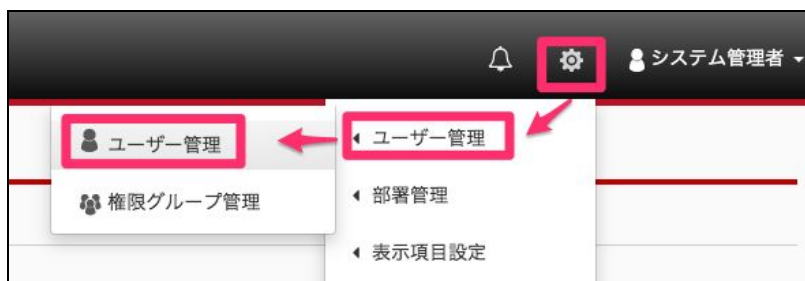 システム管理者
ユーザー管理
ユーザー管理
権限グループ管理
部署管理
表示項目設定